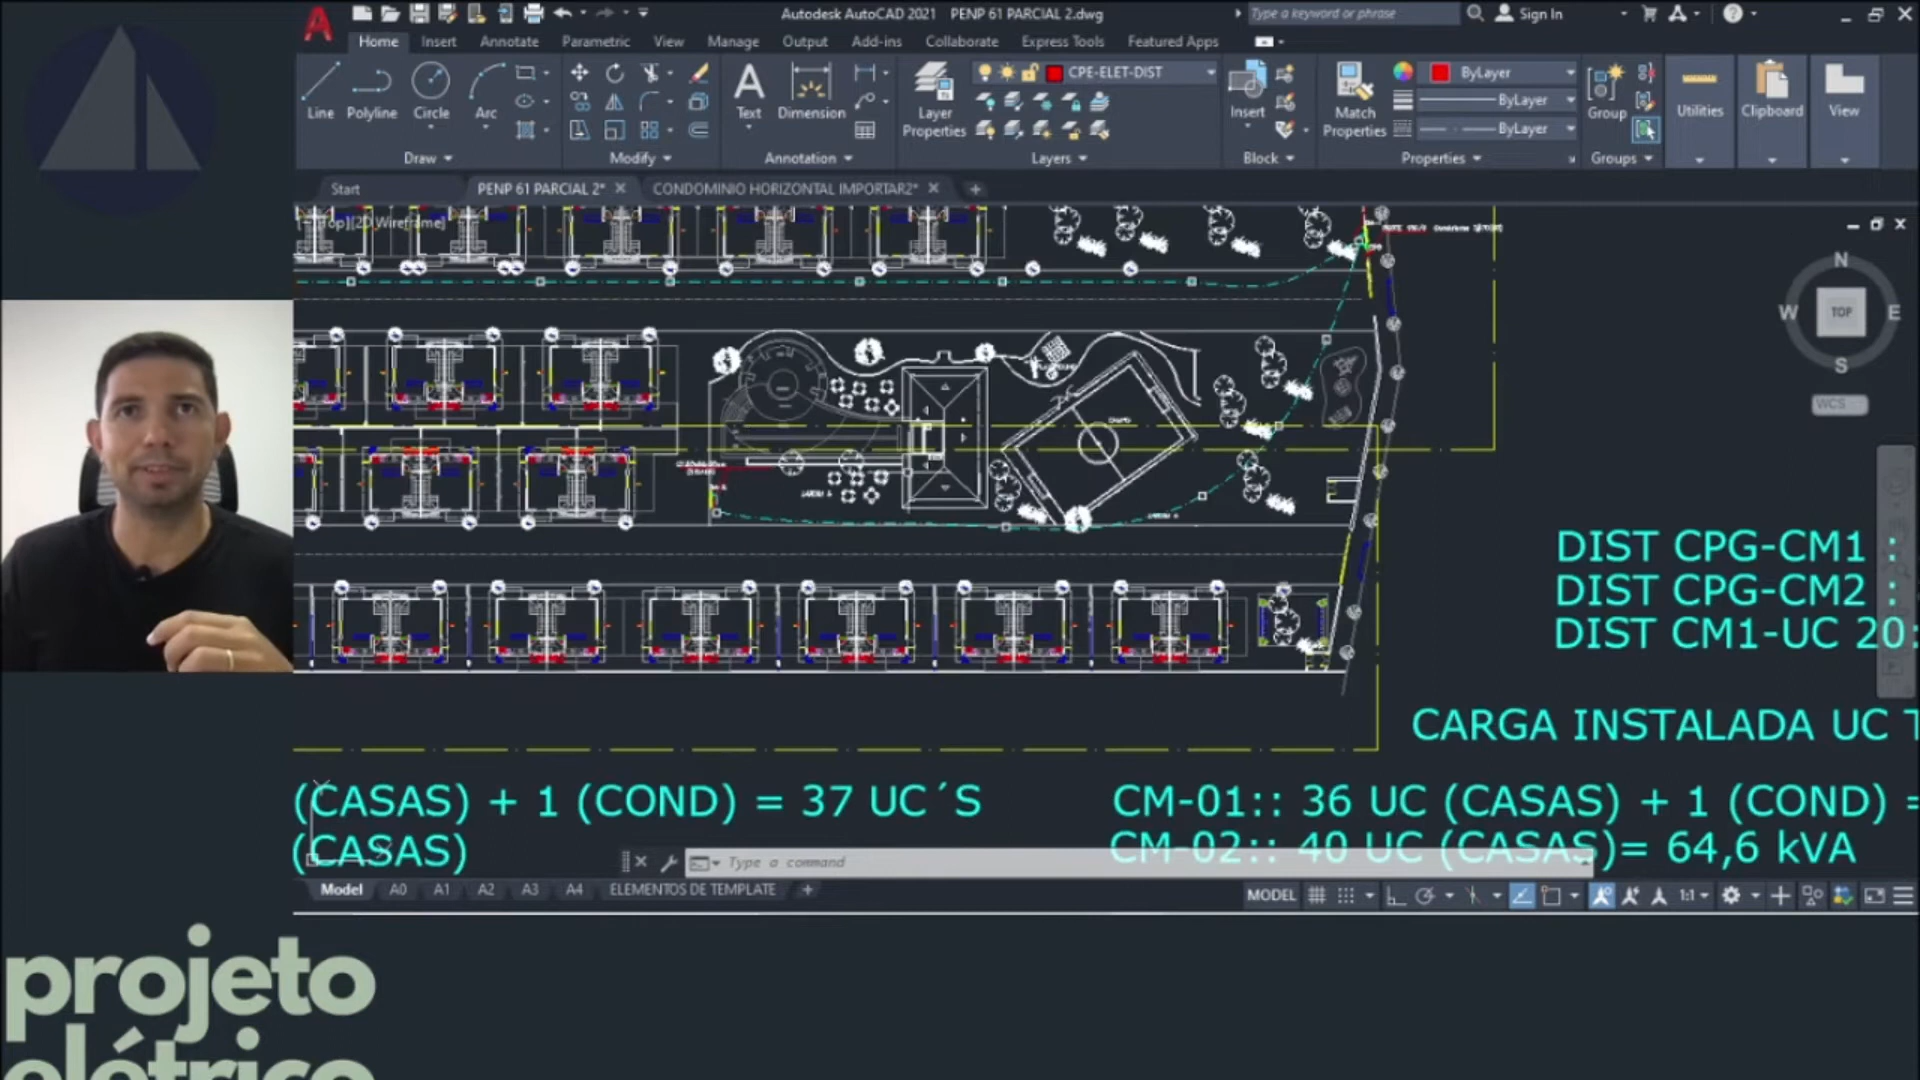 Autodesk AutoCAD 2021 PENP 61 PARCIAL 2.dwg
Type a keyword or phrase
Sign In
Home Insert Annotate Parametric View Manage Output Add-ins Collaborate Express Tools Featured Apps
CPE-ELET-DIST
ByLayer
ByLayer
ByLayer
Line Polyline Circle Arc
Text Dimension
Layer Properties
Insert
Match Properties
Group
Utilities
Clipboard
View
Draw Modify Annotation Layers Block Properties Groups
Start
PENP 61 PARCIAL 2*
CONDOMINIO HORIZONTAL IMPORTAR2*
[-][Top][2D Wireframe]
N
W TOP E
S
WCS
DIST CPG-CM1 :
DIST CPG-CM2 :
DIST CM1-UC 20:
CARGA INSTALADA UC T
(CASAS) + 1 (COND) = 37 UC´S
(CASAS)
CM-01:: 36 UC (CASAS) + 1 (COND) =
CM-02:: 40 UC (CASAS)= 64,6 kVA
Type a command
Model A0 A1 A2 A3 A4 ELEMENTOS DE TEMPLATE
MODEL
1:1
projeto
elétrico